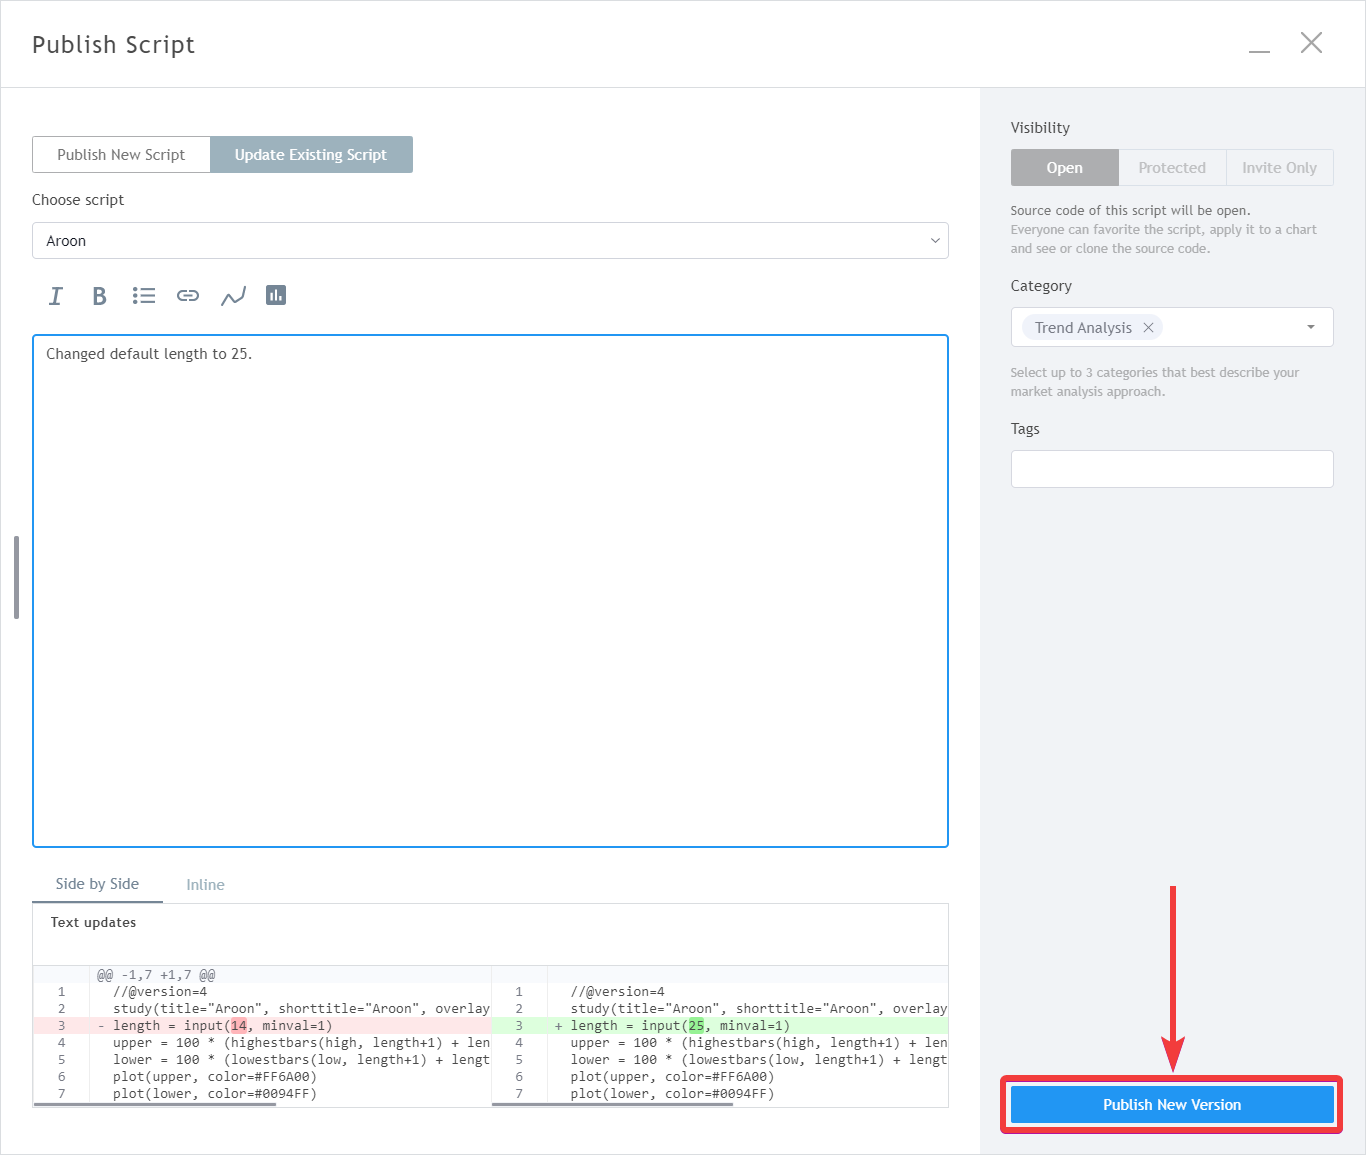 Publish Script
Publish New Script
Update Existing Script
Choose script
Aroon
I B
Changed default length to 25.
Side by Side
Inline
Text updates
@@ -1,7 +1,7 @@
1 //@version=4
2 study(title="Aroon", shorttitle="Aroon", overlay
3 - length = input(14, minval=1)
4 upper = 100 * (highestbars(high, length+1) + len
5 lower = 100 * (lowestbars(low, length+1) + lengt
6 plot(upper, color=#FF6A00)
7 plot(lower, color=#0094FF)
1 //@version=4
2 study(title="Aroon", shorttitle="Aroon", overlay
3 + length = input(25, minval=1)
4 upper = 100 * (highestbars(high, length+1) + len
5 lower = 100 * (lowestbars(low, length+1) + lengt
6 plot(upper, color=#FF6A00)
7 plot(lower, color=#0094FF)
Visibility
Open
Protected
Invite Only
Source code of this script will be open.
Everyone can favorite the script, apply it to a chart
and see or clone the source code.
Category
Trend Analysis
Select up to 3 categories that best describe your
market analysis approach.
Tags
Publish New Version